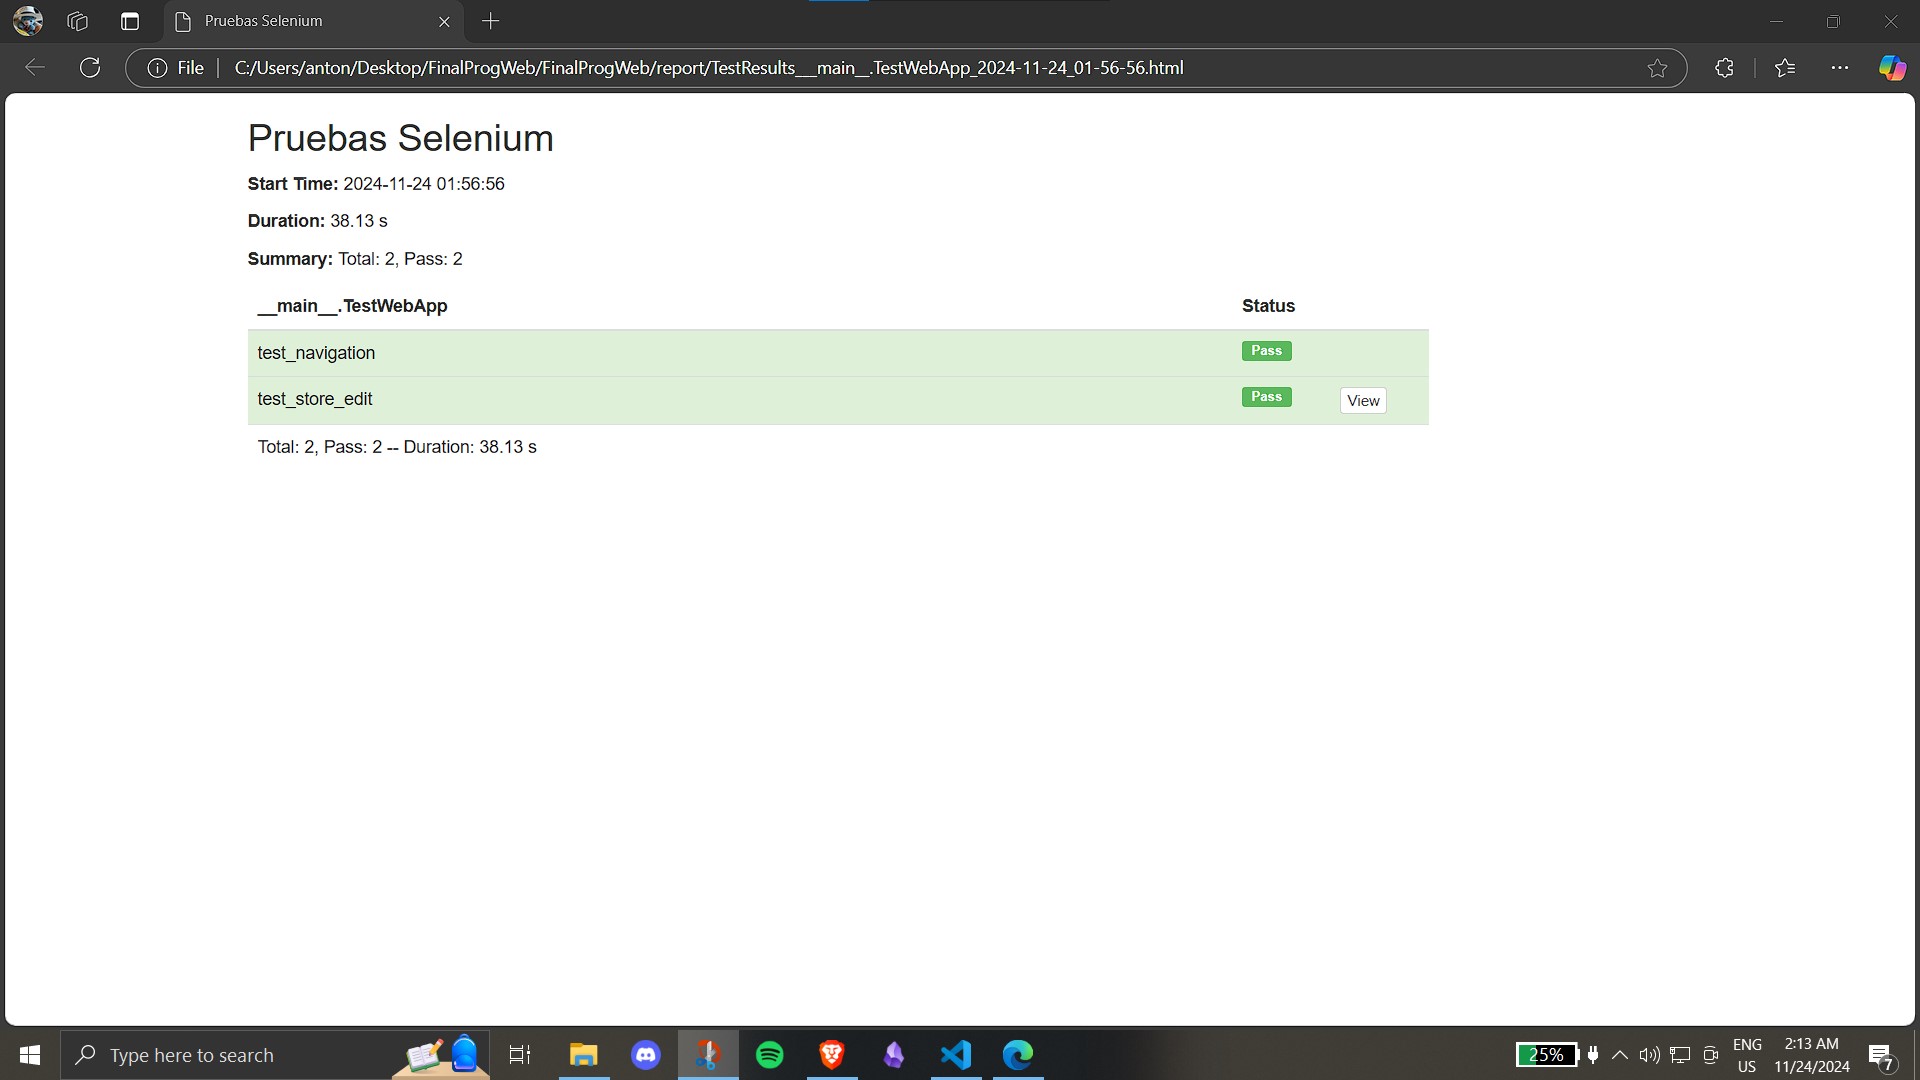 Pruebas Selenium
File
C:/Users/anton/Desktop/FinalProgWeb/FinalProgWeb/report/TestResults___main__.TestWebApp_2024-11-24_01-56-56.html
Pruebas Selenium
Start Time: 2024-11-24 01:56:56
Duration: 38.13 s
Summary: Total: 2, Pass: 2
__main__.TestWebApp Status
test_navigation Pass
test_store_edit Pass View
Total: 2, Pass: 2 -- Duration: 38.13 s
Type here to search
25%
ENG
US
2:13 AM
11/24/2024
7